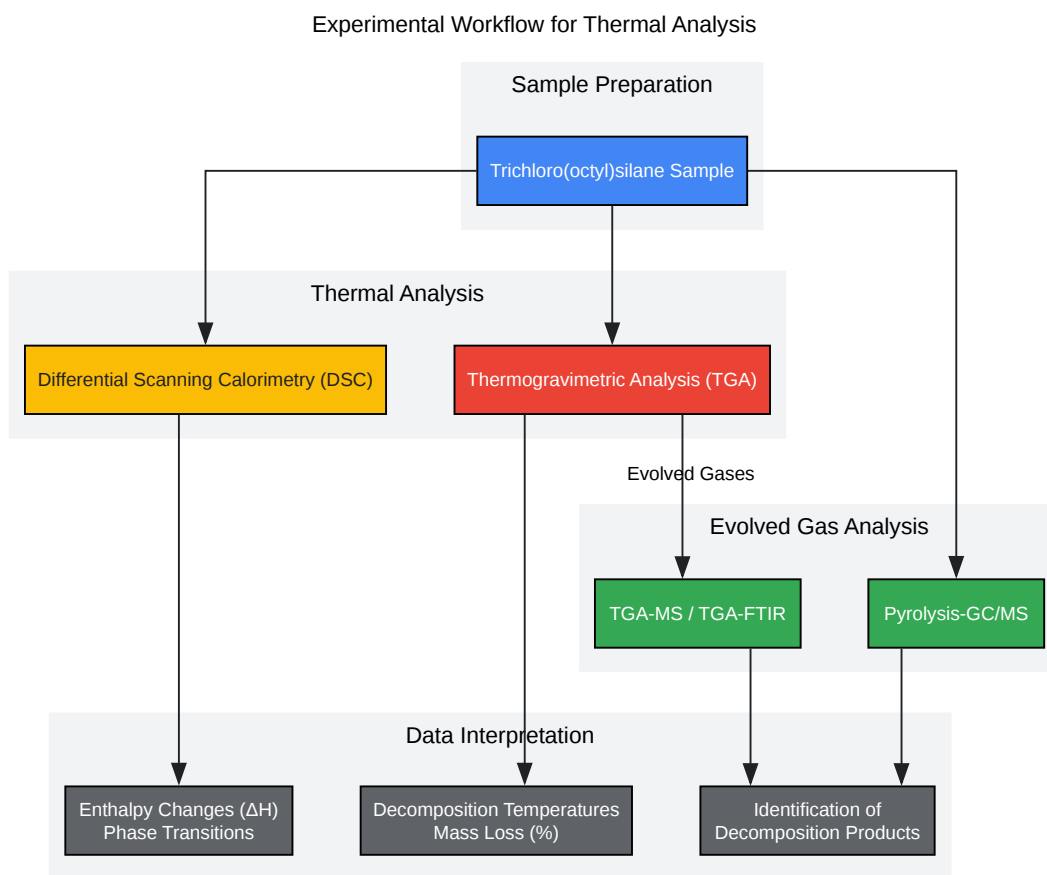 Experimental Workflow for Thermal Analysis
Sample Preparation
Trichloro(octyl)silane Sample
Thermal Analysis
Differential Scanning Calorimetry (DSC)
Thermogravimetric Analysis (TGA)
Evolved Gases
Evolved Gas Analysis
TGA-MS / TGA-FTIR
Pyrolysis-GC/MS
Data Interpretation
Enthalpy Changes (ΔH)
Phase Transitions
Decomposition Temperatures
Mass Loss (%)
Identification of
Decomposition Products